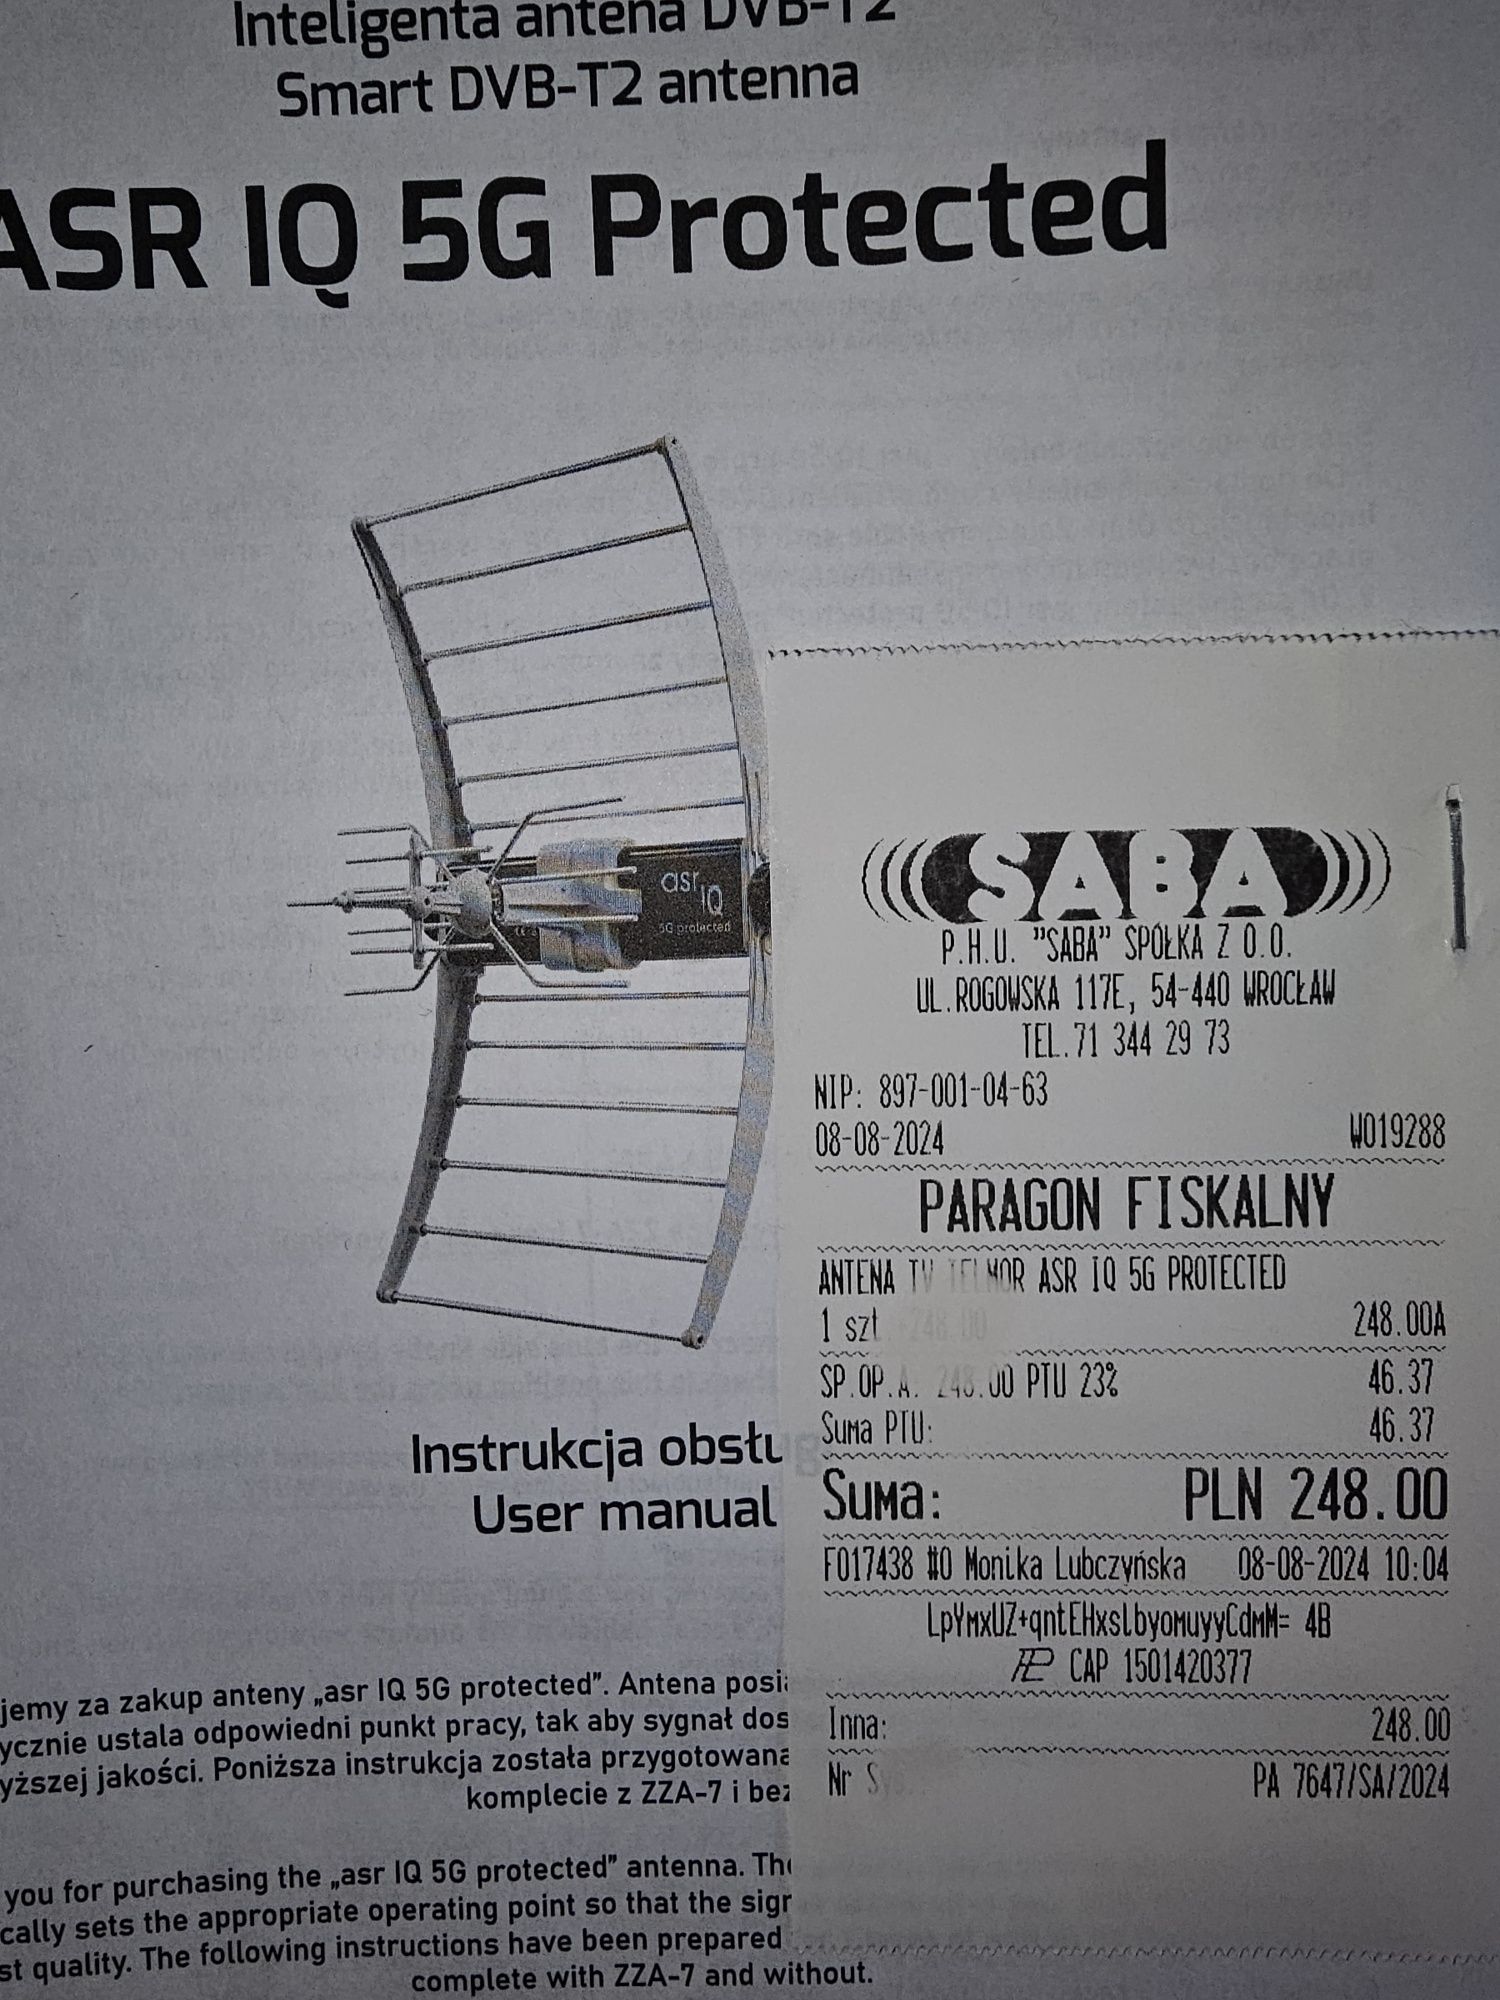 Inteligenta antena DVB-T2
Smart DVB-T2 antenna
ASR IQ 5G Protected
asr IQ
5G protected
Instrukcja obsłu
User manual
jemy za zakup anteny „asr IQ 5G protected”. Antena posia
ycznie ustala odpowiedni punkt pracy, tak aby sygnał dos
yższej jakości. Poniższa instrukcja została przygotowana
komplecie z ZZA-7 i bez
you for purchasing the „asr IQ 5G protected” antenna. The
cally sets the appropriate operating point so that the sign
st quality. The following instructions have been prepared
complete with ZZA-7 and without.
SABA
P.H.U. "SABA" SPÓŁKA Z O.O.
UL.ROGOWSKA 117E, 54-440 WROCŁAW
TEL.71 344 29 73
NIP: 897-001-04-63
08-08-2024 W019288
PARAGON FISKALNY
ANTENA TV TELMOR ASR IQ 5G PROTECTED
1 szt 248.00 248.00A
SP.OP.A: 248.00 PTU 23% 46.37
Suma PTU: 46.37
Suma: PLN 248.00
F017438 #0 Monika Lubczyńska 08-08-2024 10:04
LpYMxUZ+qntEHxslbyoMuyyCdMM= 4B
CAP 1501420377
Inna: 248.00
Nr PA 7647/SA/2024